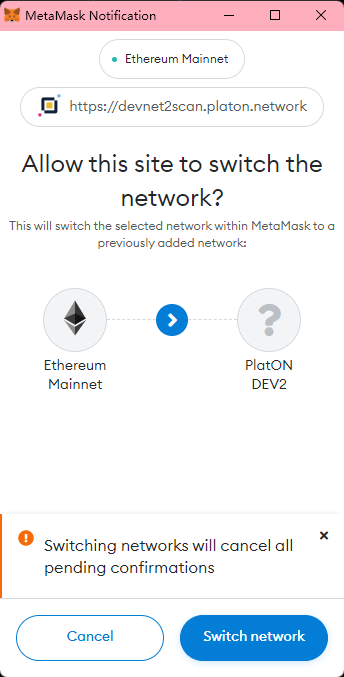 MetaMask Notification
Ethereum Mainnet
https://devnet2scan.platon.network
Allow this site to switch the
network?
This will switch the selected network within MetaMask to a
previously added network:
?
Ethereum
Mainnet
PlatON
DEV2
Switching networks will cancel all
pending confirmations
Cancel
Switch network